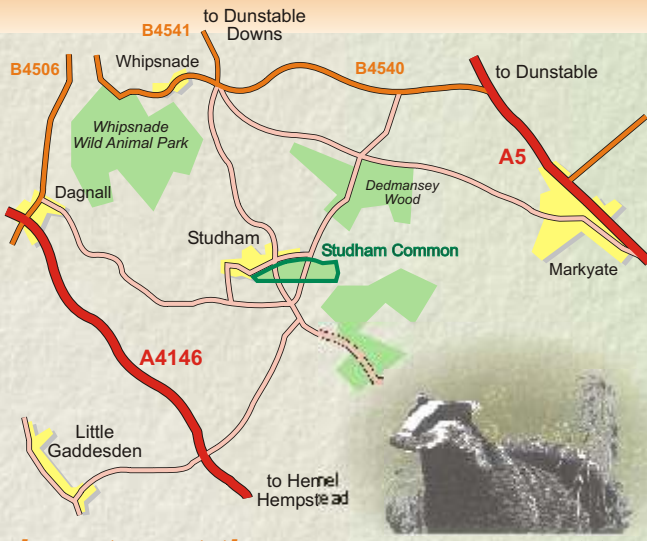 to Dunstable
Downs
B4541
B4506
Whipsnade
B4540
to Dunstable
Whipsnade
Wild Animal Park
A5
Dagnall
Dedmansey
Wood
Studham
Studham Common
Markyate
A4146
Little
Gaddesden
to Hemel
Hempstead